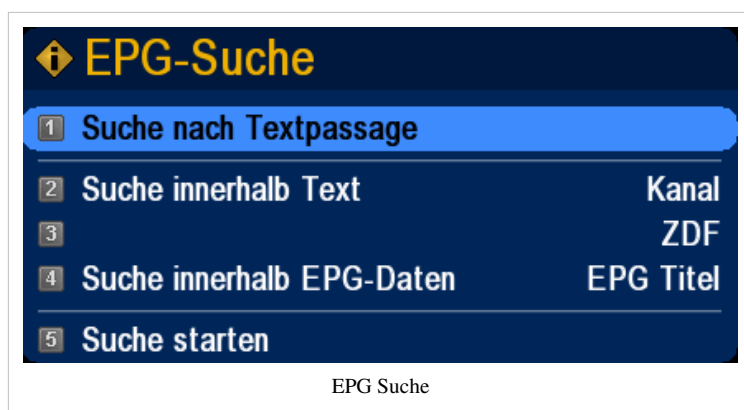 EPG-Suche
1 Suche nach Textpassage
2 Suche innerhalb Text Kanal
3 ZDF
4 Suche innerhalb EPG-Daten EPG Titel
5 Suche starten
EPG Suche